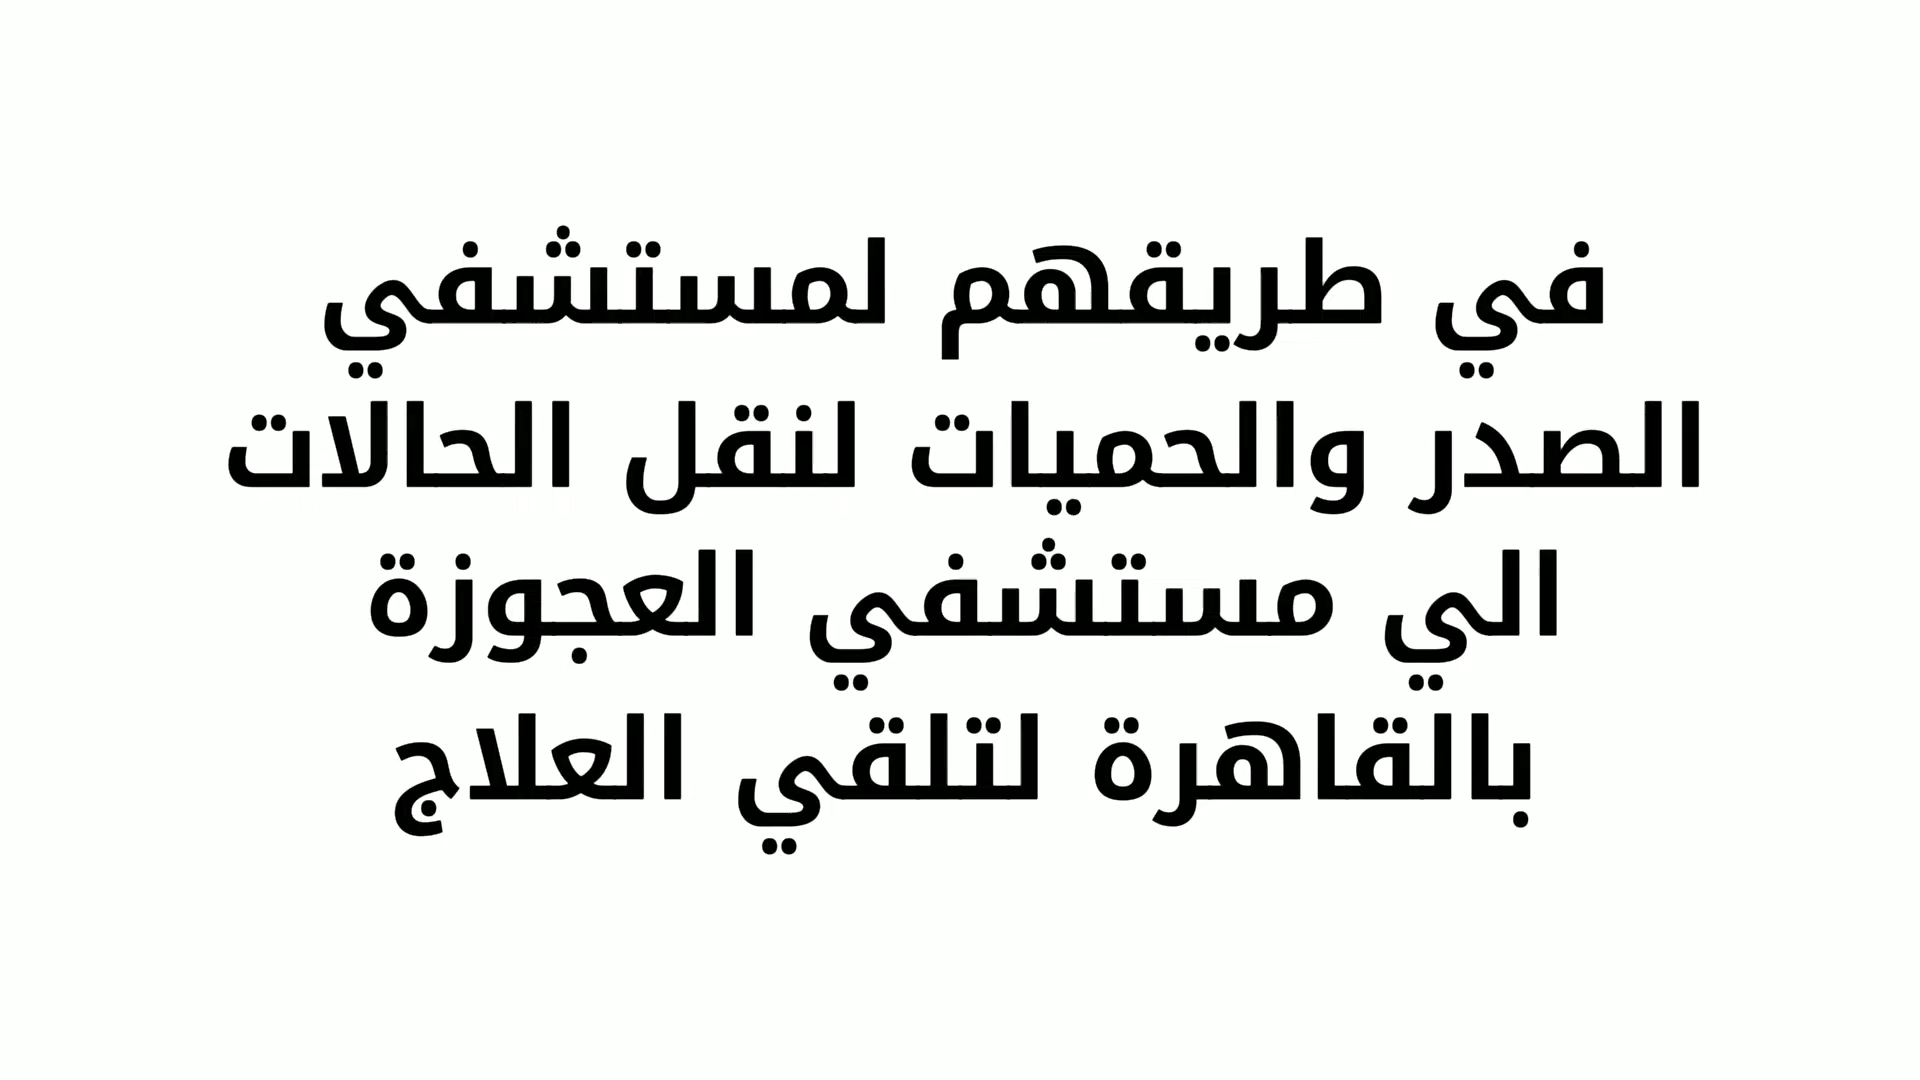 في طريقهم لمستشفي
الصدر والحميات لنقل الحالات
الي مستشفي العجوزة
بالقاهرة لتلقي العلاج